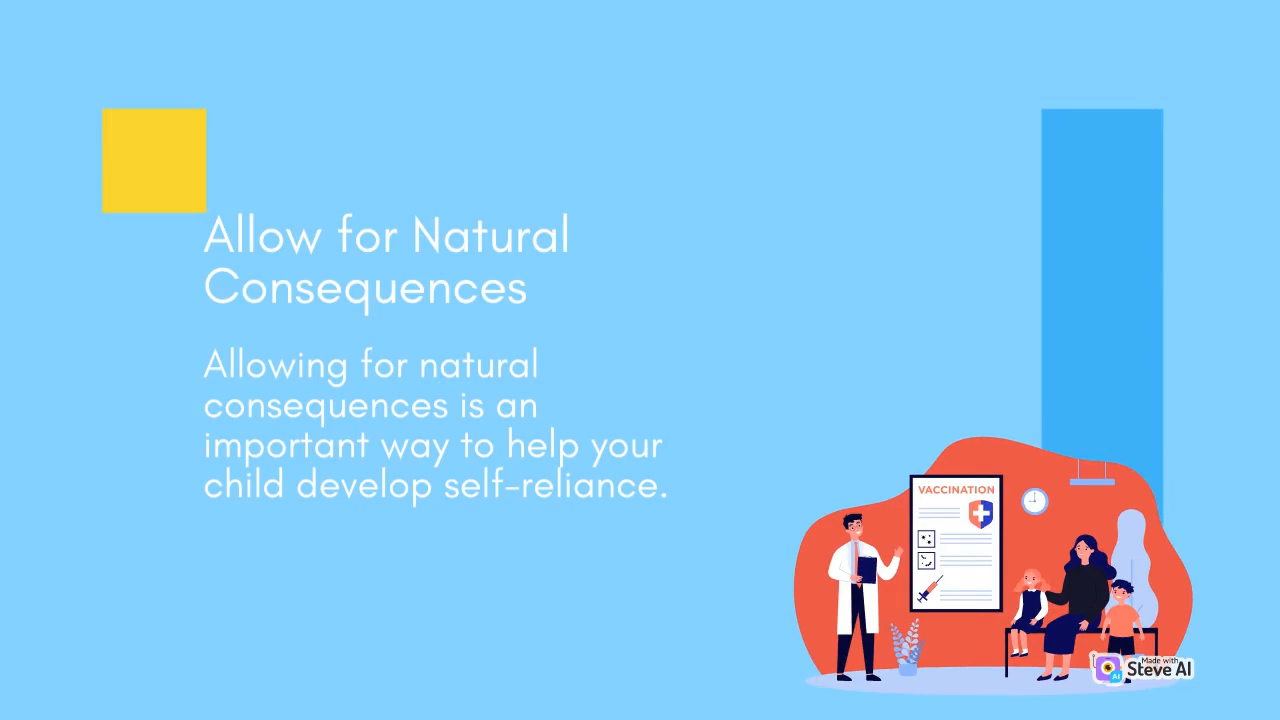 Allow for Natural
Consequences
Allowing for natural
consequences is an
important way to help your
child develop self-reliance.
VACCINATION
Made with
Steve AI
AI